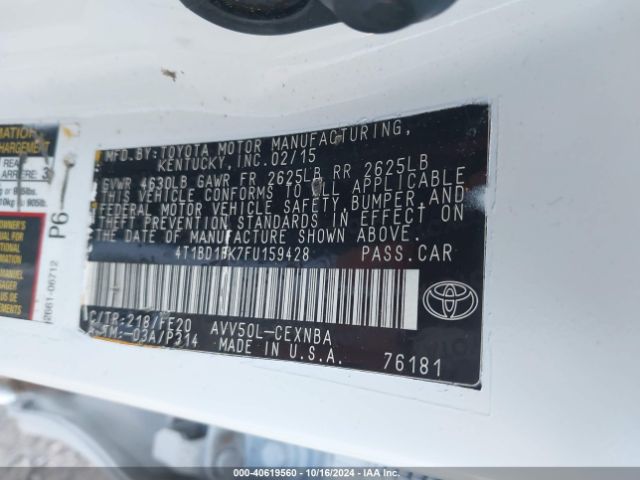 MFD.BY:TOYOTA MOTOR MANUFACTURING,
KENTUCKY, INC.02/15
GVWR 4630LB GAWR FR 2625LB RR 2625LB
THIS VEHICLE CONFORMS TO ALL APPLICABLE
FEDERAL MOTOR VEHICLE SAFETY, BUMPER, AND
THEFT PREVENTION STANDARDS IN EFFECT ON
THE DATE OF MANUFACTURE SHOWN ABOVE.
PASS.CAR
C/TR:218/FE20 AVV50L-CEXNBA
03A/P314 MADE IN U.S.A.
76181
REAR
ARRIERE: 3
P6
000-40619560 - 10/16/2024 - IAA Inc.